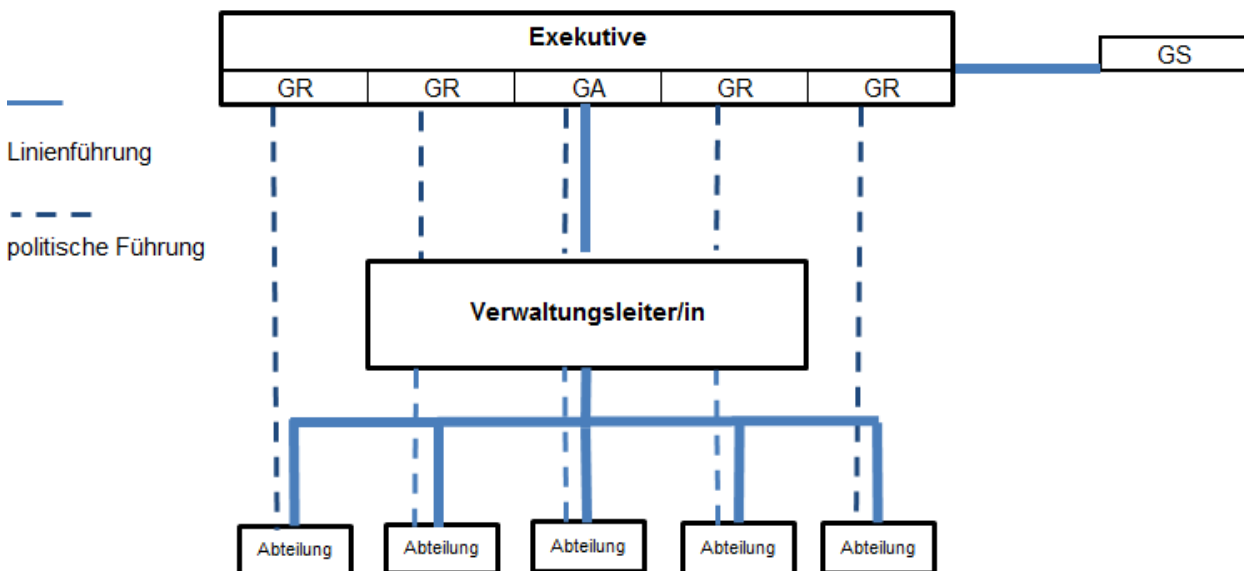 Exekutive
GS
GR GR GA GR GR
Linienführung
politische Führung
Verwaltungsleiter/in
Abteilung Abteilung Abteilung Abteilung Abteilung